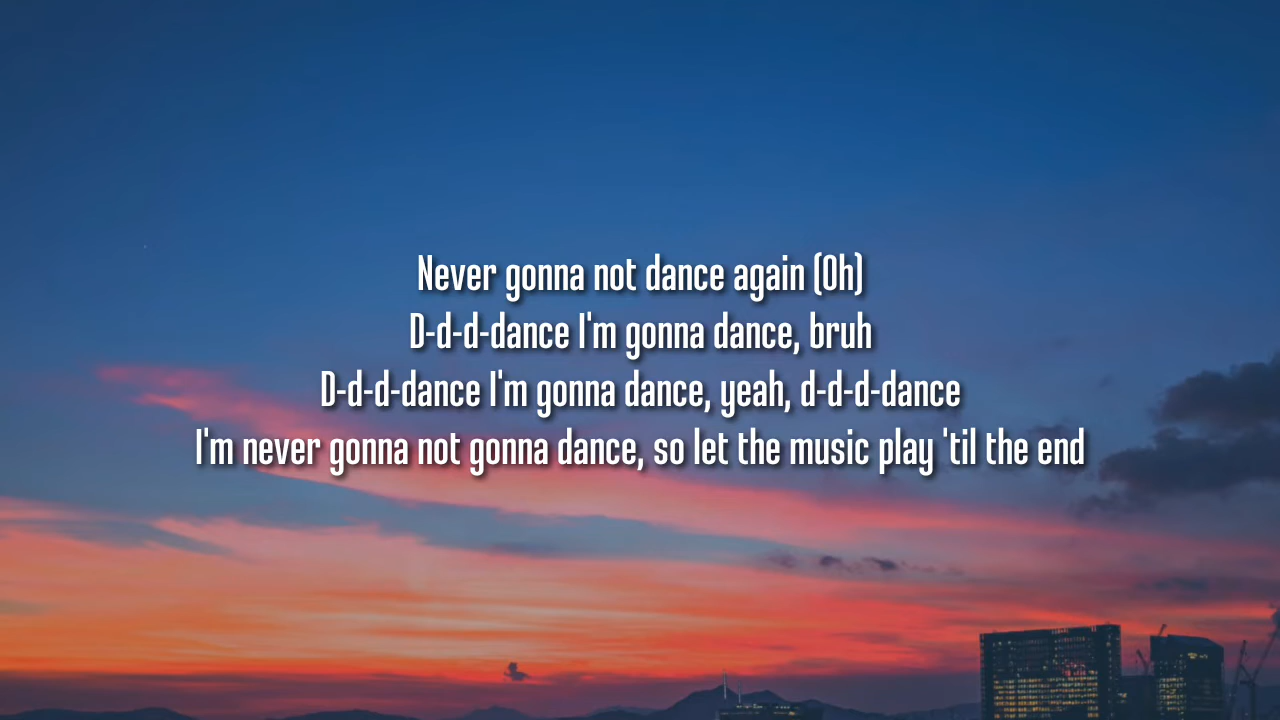 Never gonna not dance again (Oh)
D-d-d-dance I'm gonna dance, bruh
D-d-d-dance I'm gonna dance, yeah, d-d-d-dance
I'm never gonna not gonna dance, so let the music play 'til the end